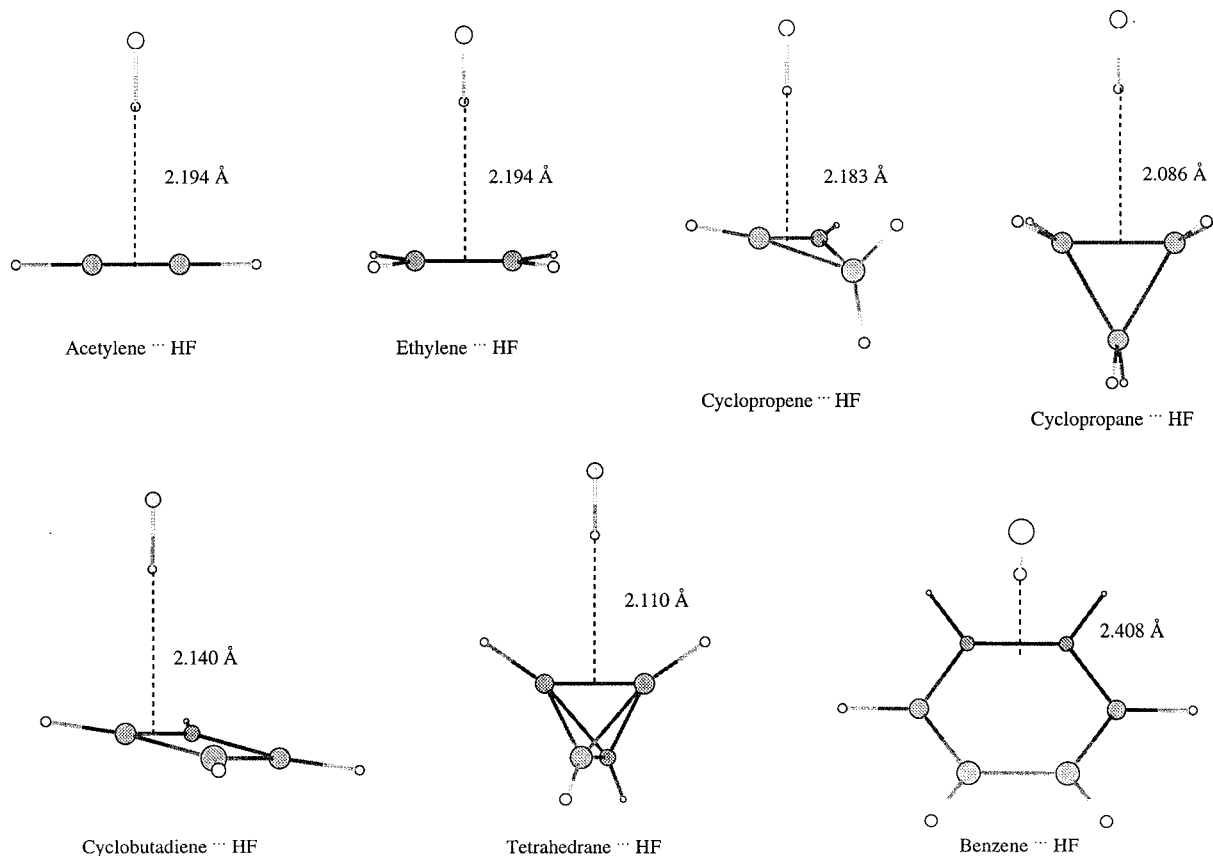 2.194 Å
2.194 Å
2.183 Å
2.086 Å
Acetylene ··· HF
Ethylene ··· HF
Cyclopropene ··· HF
Cyclopropane ··· HF
2.140 Å
2.110 Å
2.408 Å
Cyclobutadiene ··· HF
Tetrahedrane ··· HF
Benzene ··· HF